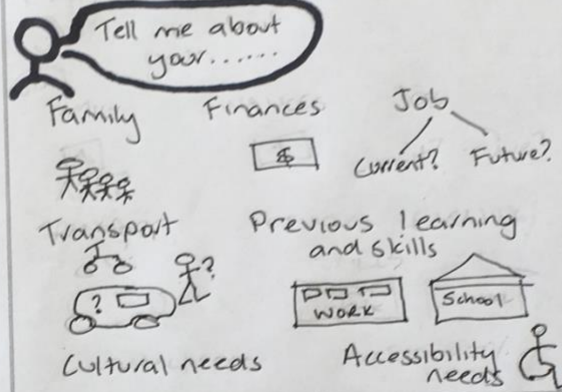 Tell me about
your......
Family
Finances
Job
Current?
Future?
$
Transport
Previous learning
and skills
?
?
WORK
School
Cultural needs
Accessibility
needs